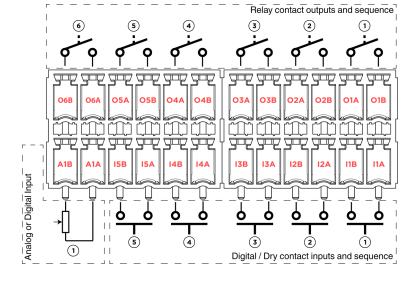 Relay contact outputs and sequence
6 5 4 3 2 1
O6B O6A O5A O5B O4A O4B O3A O3B O2A O2B O1A O1B
A1B A1A I5B I5A I4B I4A I3B I3A I2B I2A I1B I1A
Analog or Digital Input
1 5 4 3 2 1
Digital / Dry contact inputs and sequence